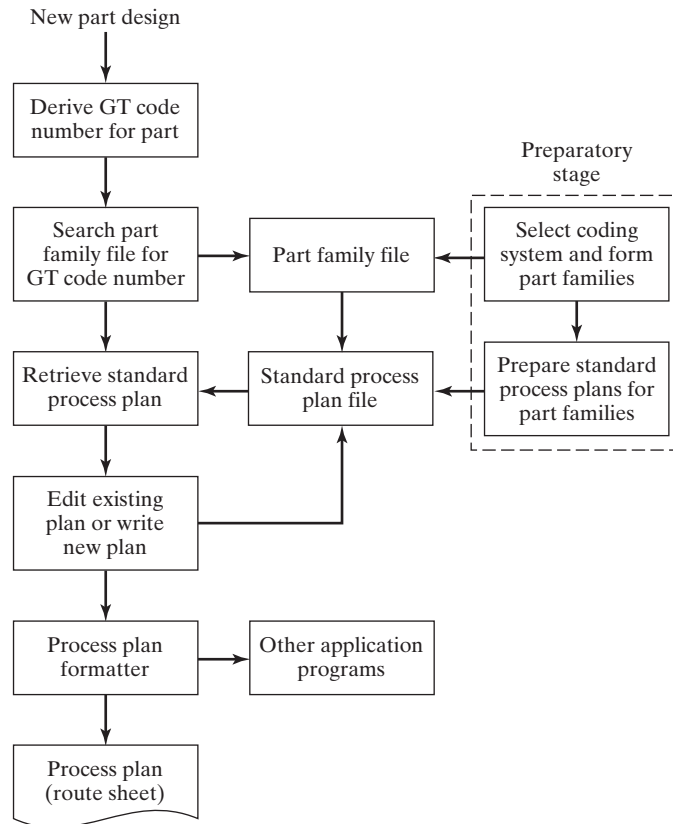 New part design
Derive GT code
number for part
Preparatory
stage
Search part
family file for
GT code number
Part family file
Select coding
system and form
part families
Retrieve standard
process plan
Standard process
plan file
Prepare standard
process plans for
part families
Edit existing
plan or write
new plan
Process plan
formatter
Other application
programs
Process plan
(route sheet)